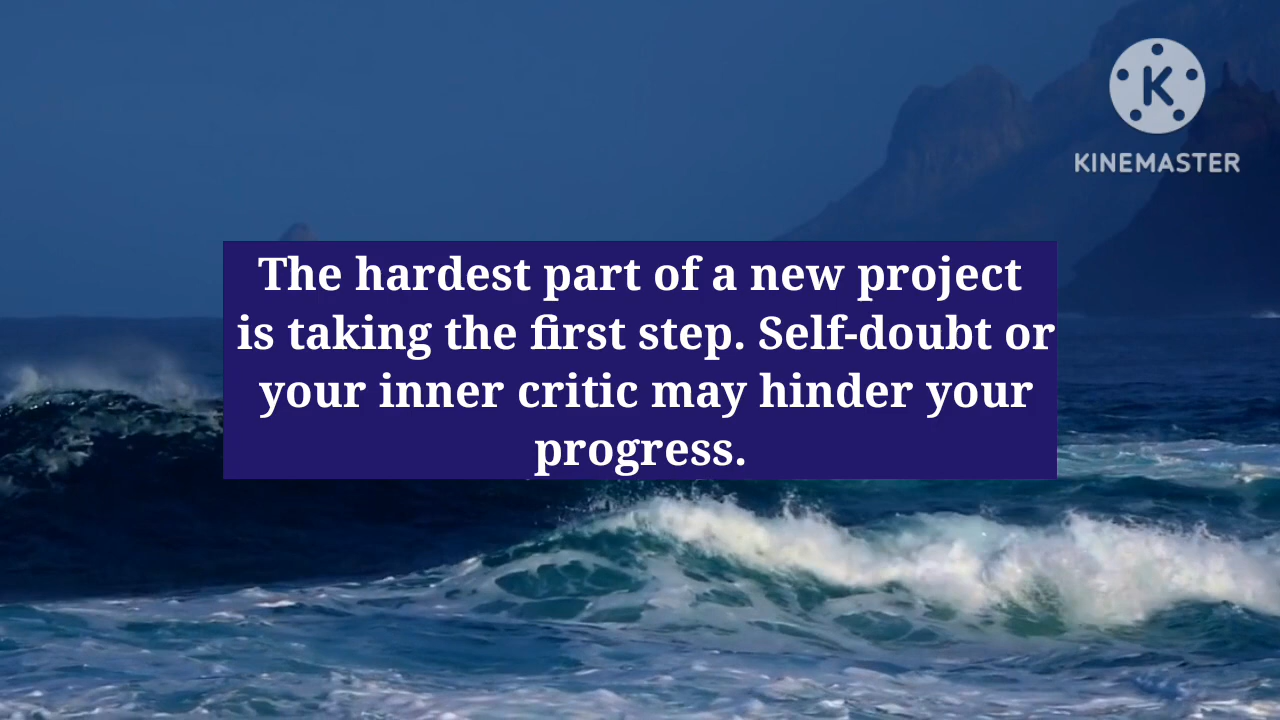 K
KINEMASTER
The hardest part of a new project
is taking the first step. Self-doubt or
your inner critic may hinder your
progress.